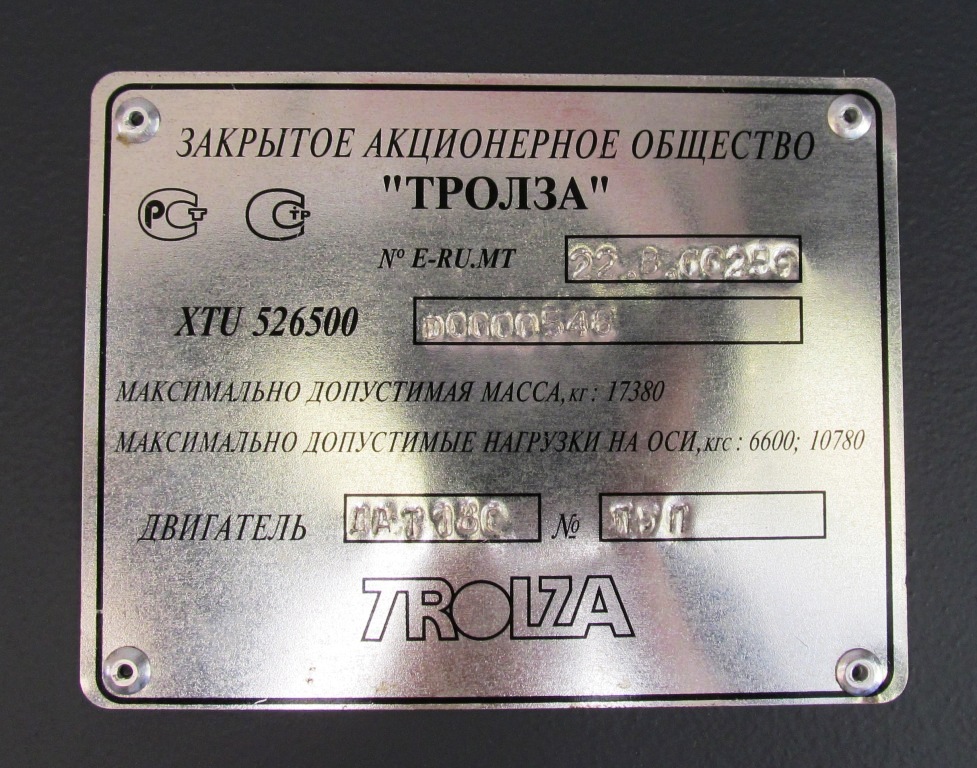 ЗАКРЫТОЕ АКЦИОНЕРНОЕ ОБЩЕСТВО
"ТРОЛЗА"
№ E-RU.MT
XTU 526500
МАКСИМАЛЬНО ДОПУСТИМАЯ МАССА,кг : 17380
МАКСИМАЛЬНО ДОПУСТИМЫЕ НАГРУЗКИ НА ОСИ,кгс : 6600; 10780
ДВИГАТЕЛЬ №
TROLZA